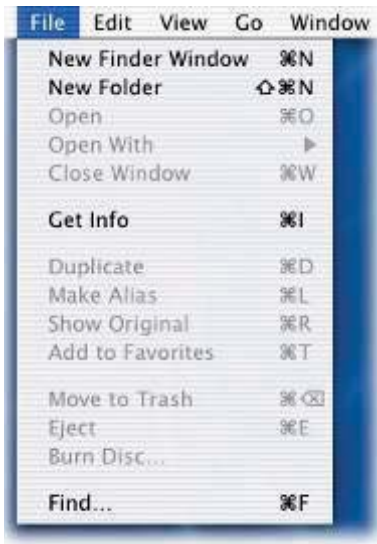 File Edit View Go Window
New Finder Window ⌘N
New Folder ⇧⌘N
Open ⌘O
Open With ▶
Close Window ⌘W
Get Info ⌘I
Duplicate ⌘D
Make Alias ⌘L
Show Original ⌘R
Add to Favorites ⌘T
Move to Trash ⌘⌫
Eject ⌘E
Burn Disc...
Find... ⌘F